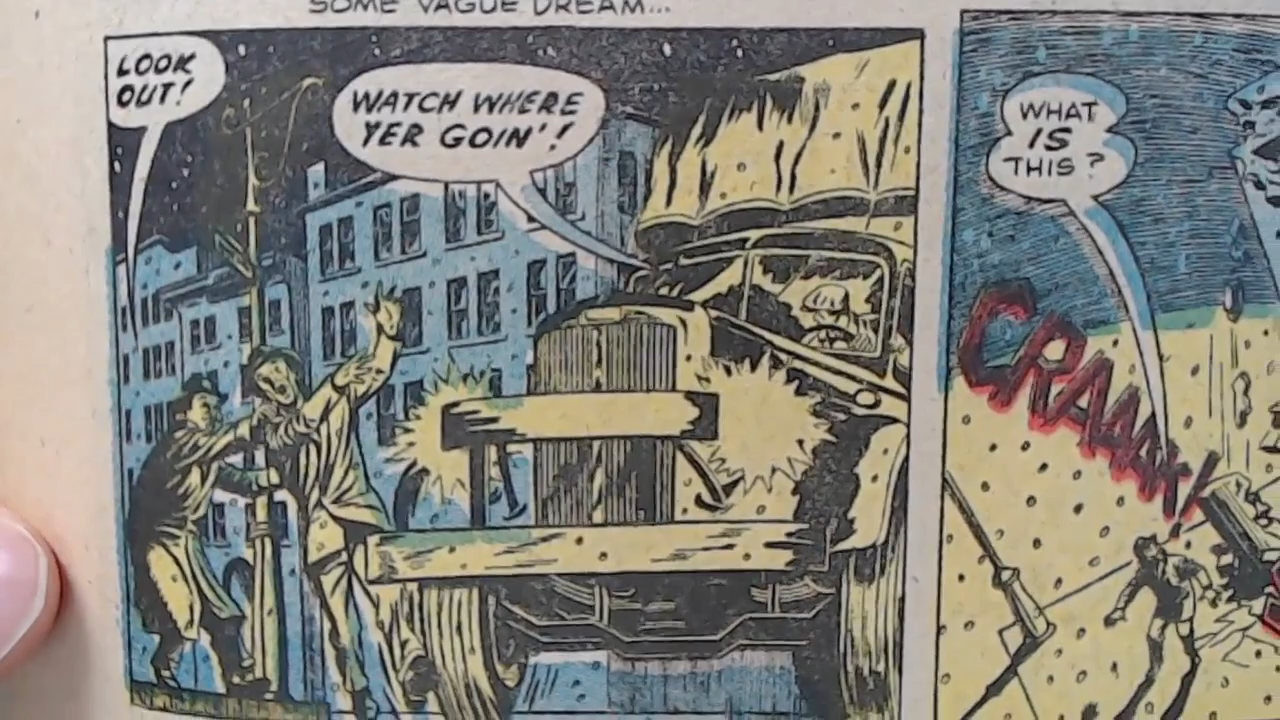 SOME VAGUE DREAM...
LOOK
OUT!
WATCH WHERE
YER GOIN'!
WHAT
IS
THIS?
CRAAAK!